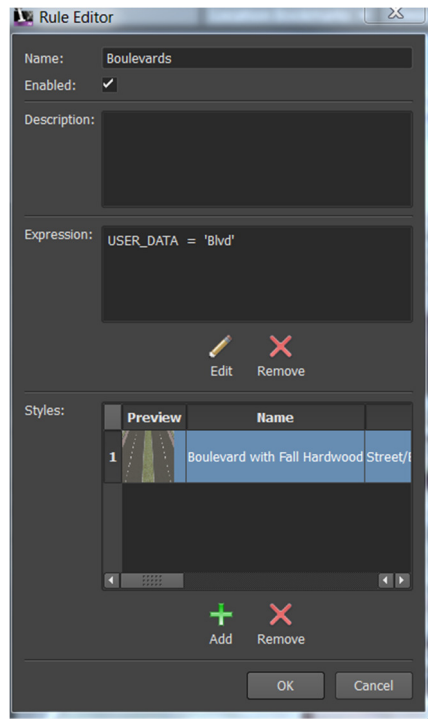 Rule Editor
Name: Boulevards
Enabled:
Description:
Expression: USER_DATA = 'Blvd'
Edit Remove
Styles: Preview Name
1 Boulevard with Fall Hardwood Street/
Add Remove
OK Cancel